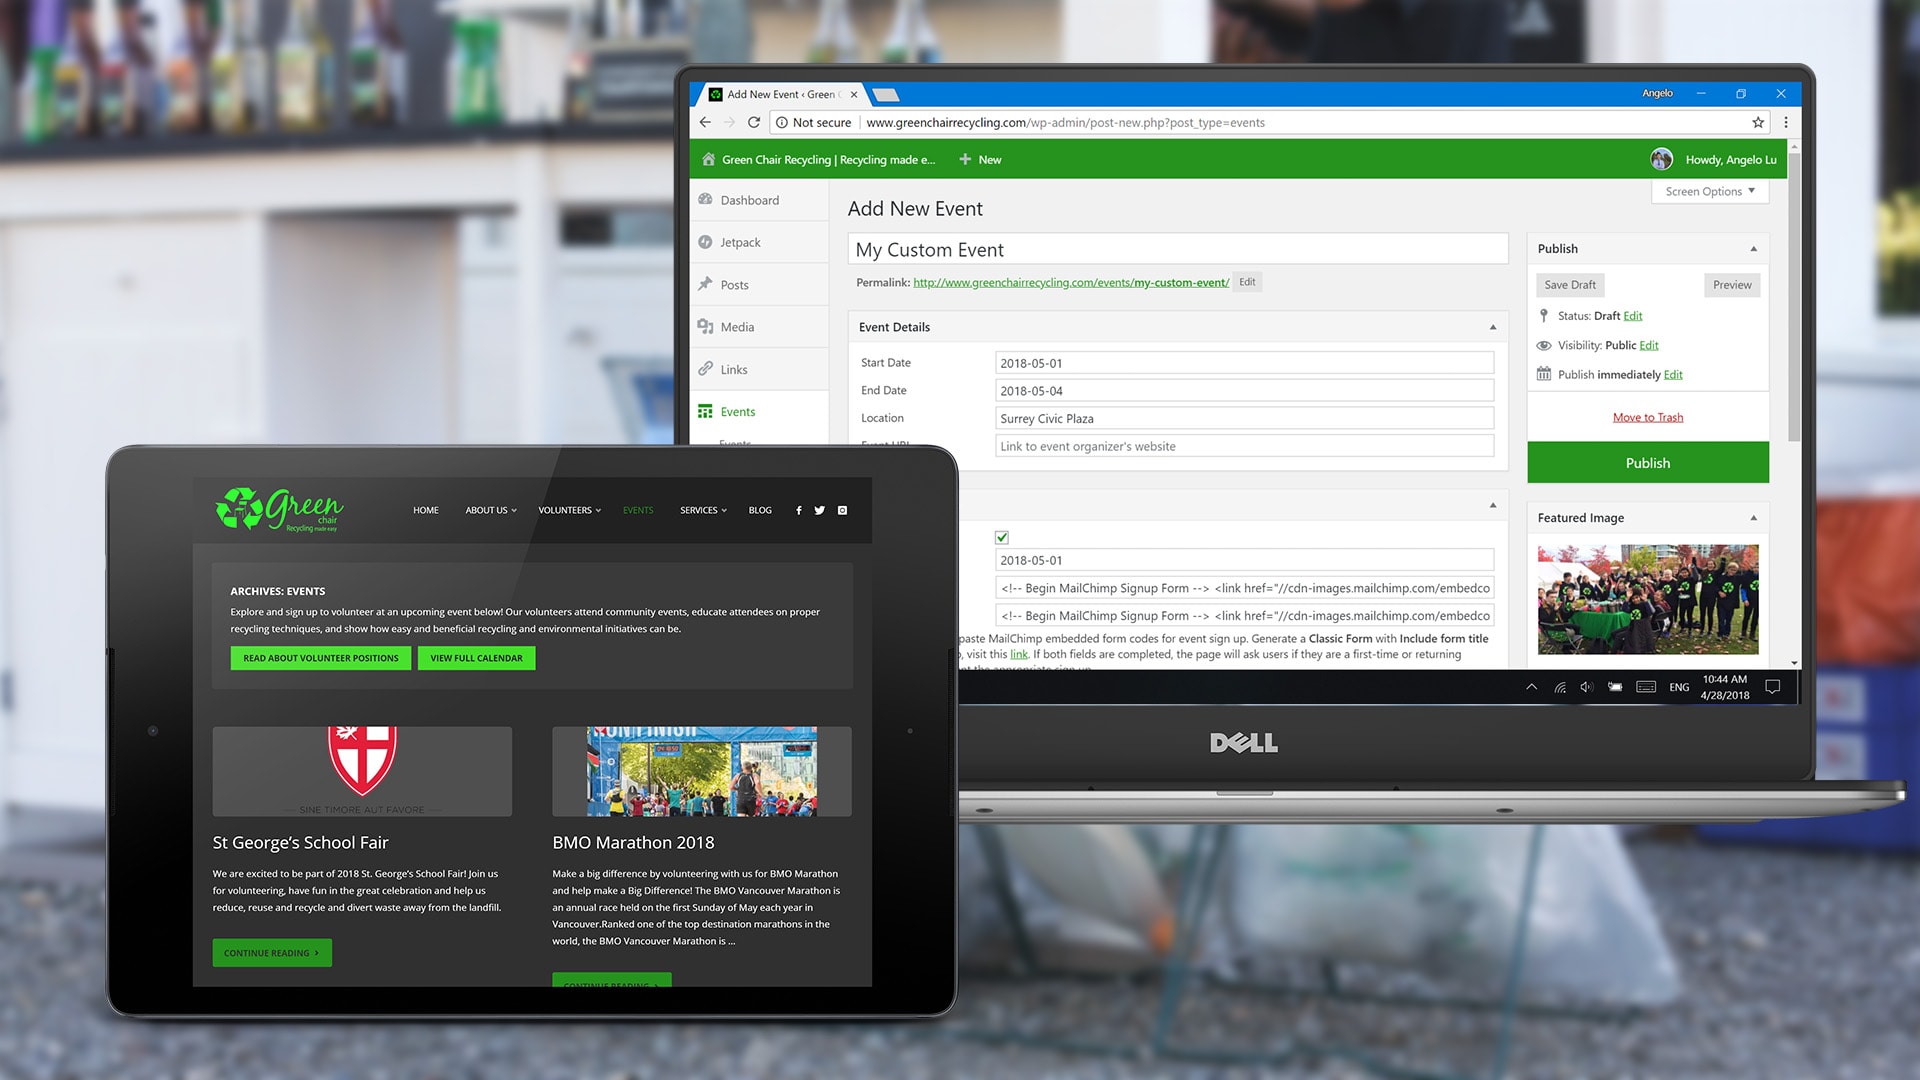 Add New Event ‹ Green C
Angelo
Not secure
www.greenchairrecycling.com/wp-admin/post-new.php?post_type=events
Green Chair Recycling | Recycling made e...
New
Howdy, Angelo Lu
Screen Options
Dashboard
Jetpack
Posts
Media
Links
Events
Events
Add New Event
My Custom Event
Permalink: http://www.greenchairrecycling.com/events/my-custom-event/ Edit
Event Details
Start Date 2018-05-01
End Date 2018-05-04
Location Surrey Civic Plaza
Event URL Link to event organizer's website
2018-05-01
<!-- Begin MailChimp Signup Form --> <link href="//cdn-images.mailchimp.com/embedco
<!-- Begin MailChimp Signup Form --> <link href="//cdn-images.mailchimp.com/embedco
paste MailChimp embedded form codes for event sign up. Generate a Classic Form with Include form title
, visit this link. If both fields are completed, the page will ask users if they are a first-time or returning
the appropriate sign up
Publish
Save Draft
Preview
Status: Draft Edit
Visibility: Public Edit
Publish immediately Edit
Move to Trash
Publish
Featured Image
ENG
10:44 AM
4/28/2018
DELL
Green
chair
Recycling made easy
HOME
ABOUT US
VOLUNTEERS
EVENTS
SERVICES
BLOG
ARCHIVES: EVENTS
Explore and sign up to volunteer at an upcoming event below! Our volunteers attend community events, educate attendees on proper
recycling techniques, and show how easy and beneficial recycling and environmental initiatives can be.
READ ABOUT VOLUNTEER POSITIONS
VIEW FULL CALENDAR
SINE TIMORE AUT FAVORE
St George’s School Fair
We are excited to be part of 2018 St. George’s School Fair! Join us
for volunteering, have fun in the great celebration and help us
reduce, reuse and recycle and divert waste away from the landfill.
CONTINUE READING
BMO Marathon 2018
Make a big difference by volunteering with us for BMO Marathon
and help make a Big Difference! The BMO Vancouver Marathon is
an annual race held on the first Sunday of May each year in
Vancouver.Ranked one of the top destination marathons in the
world, the BMO Vancouver Marathon is ...
CONTINUE READING